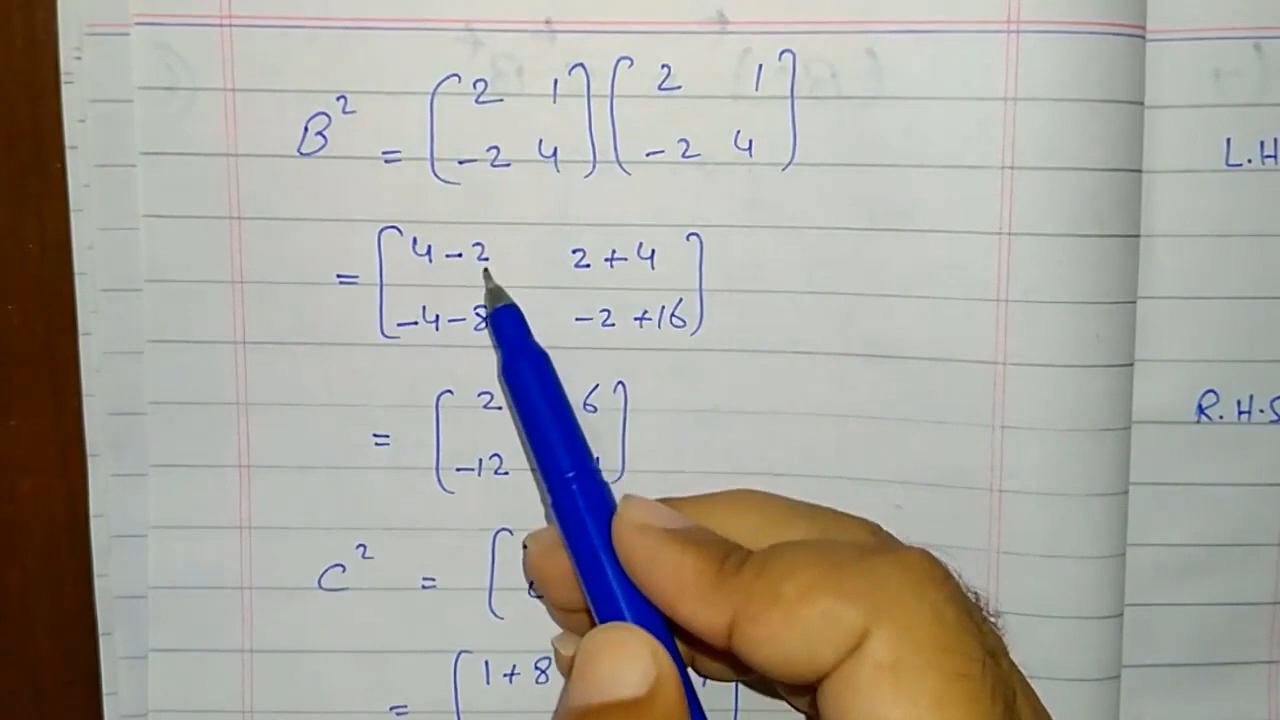 B² = [2 1] [2 1]
[-2 4] [-2 4]
L.H
= [4-2 2+4]
[-4-8 -2+16]
= [2 6]
[-12
R.H.S
C² = [
= [1+8